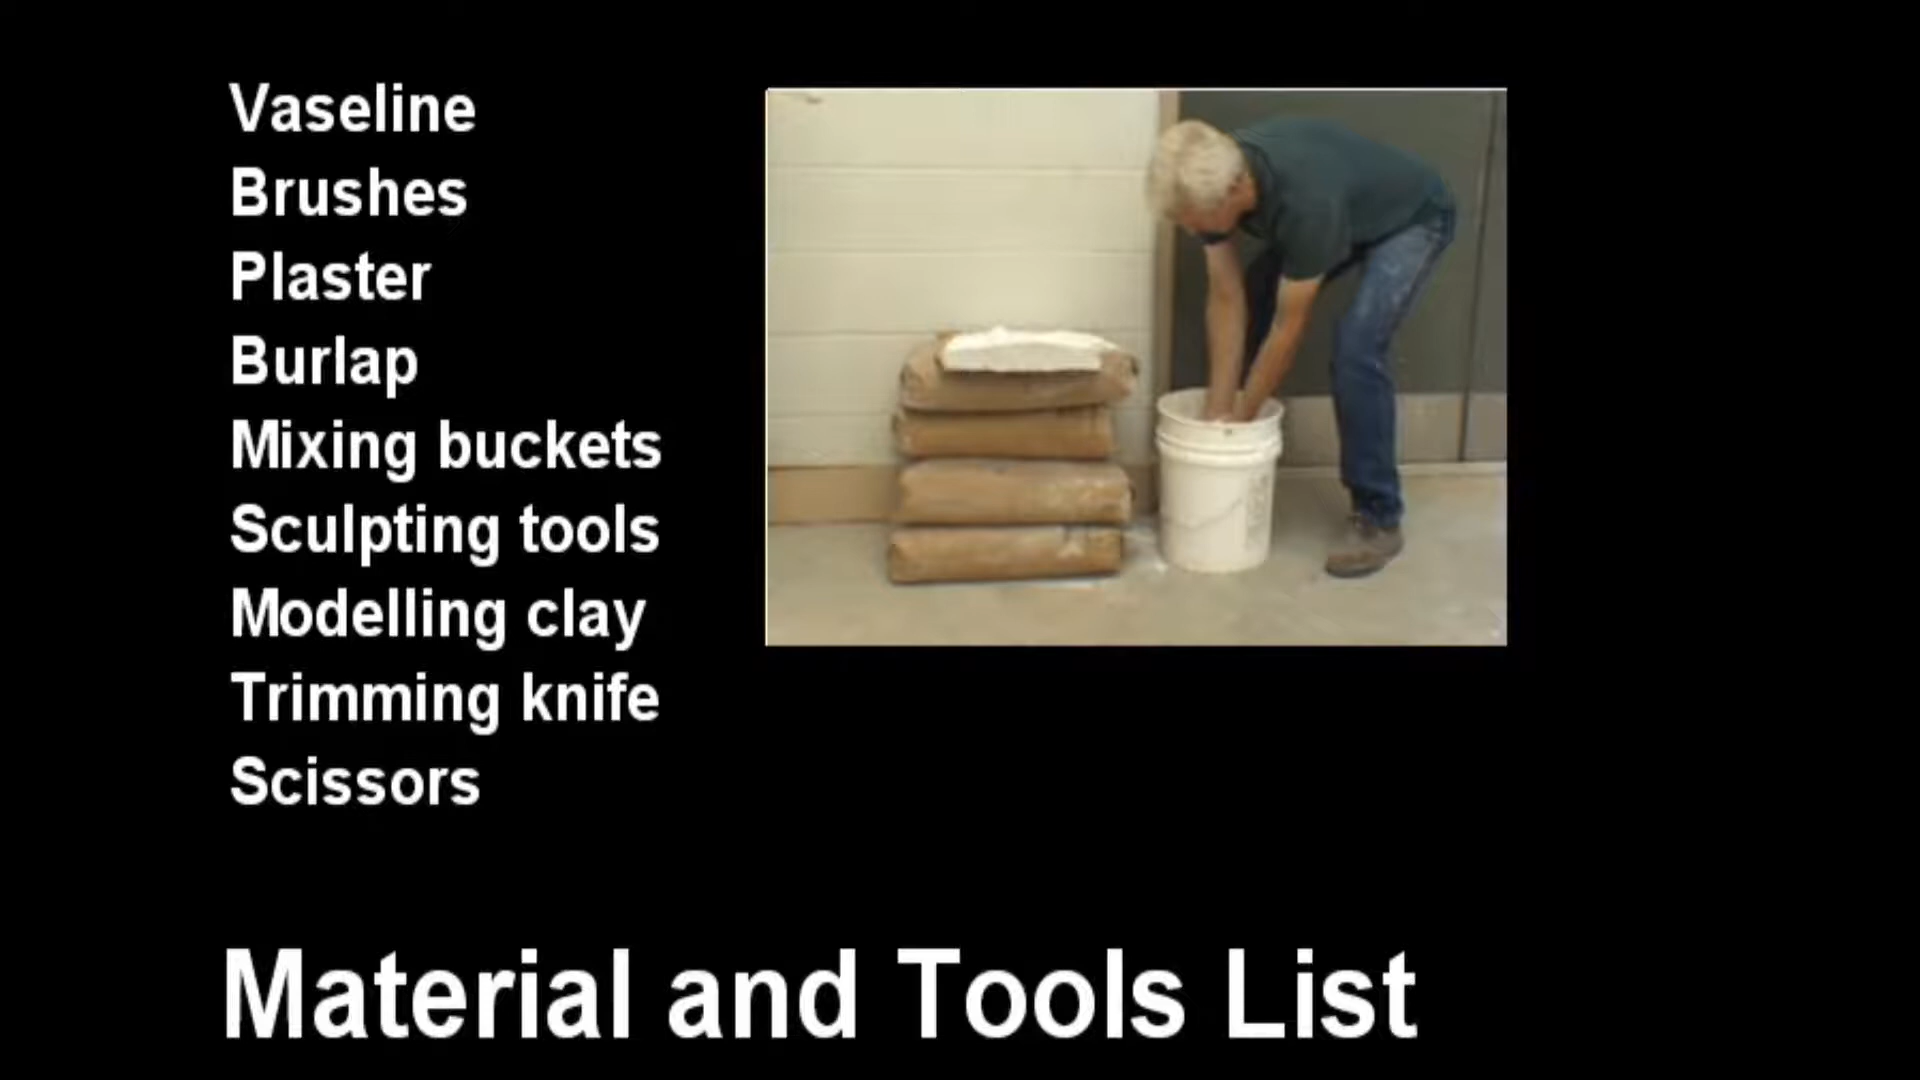 Vaseline
Brushes
Plaster
Burlap
Mixing buckets
Sculpting tools
Modelling clay
Trimming knife
Scissors
Material and Tools List